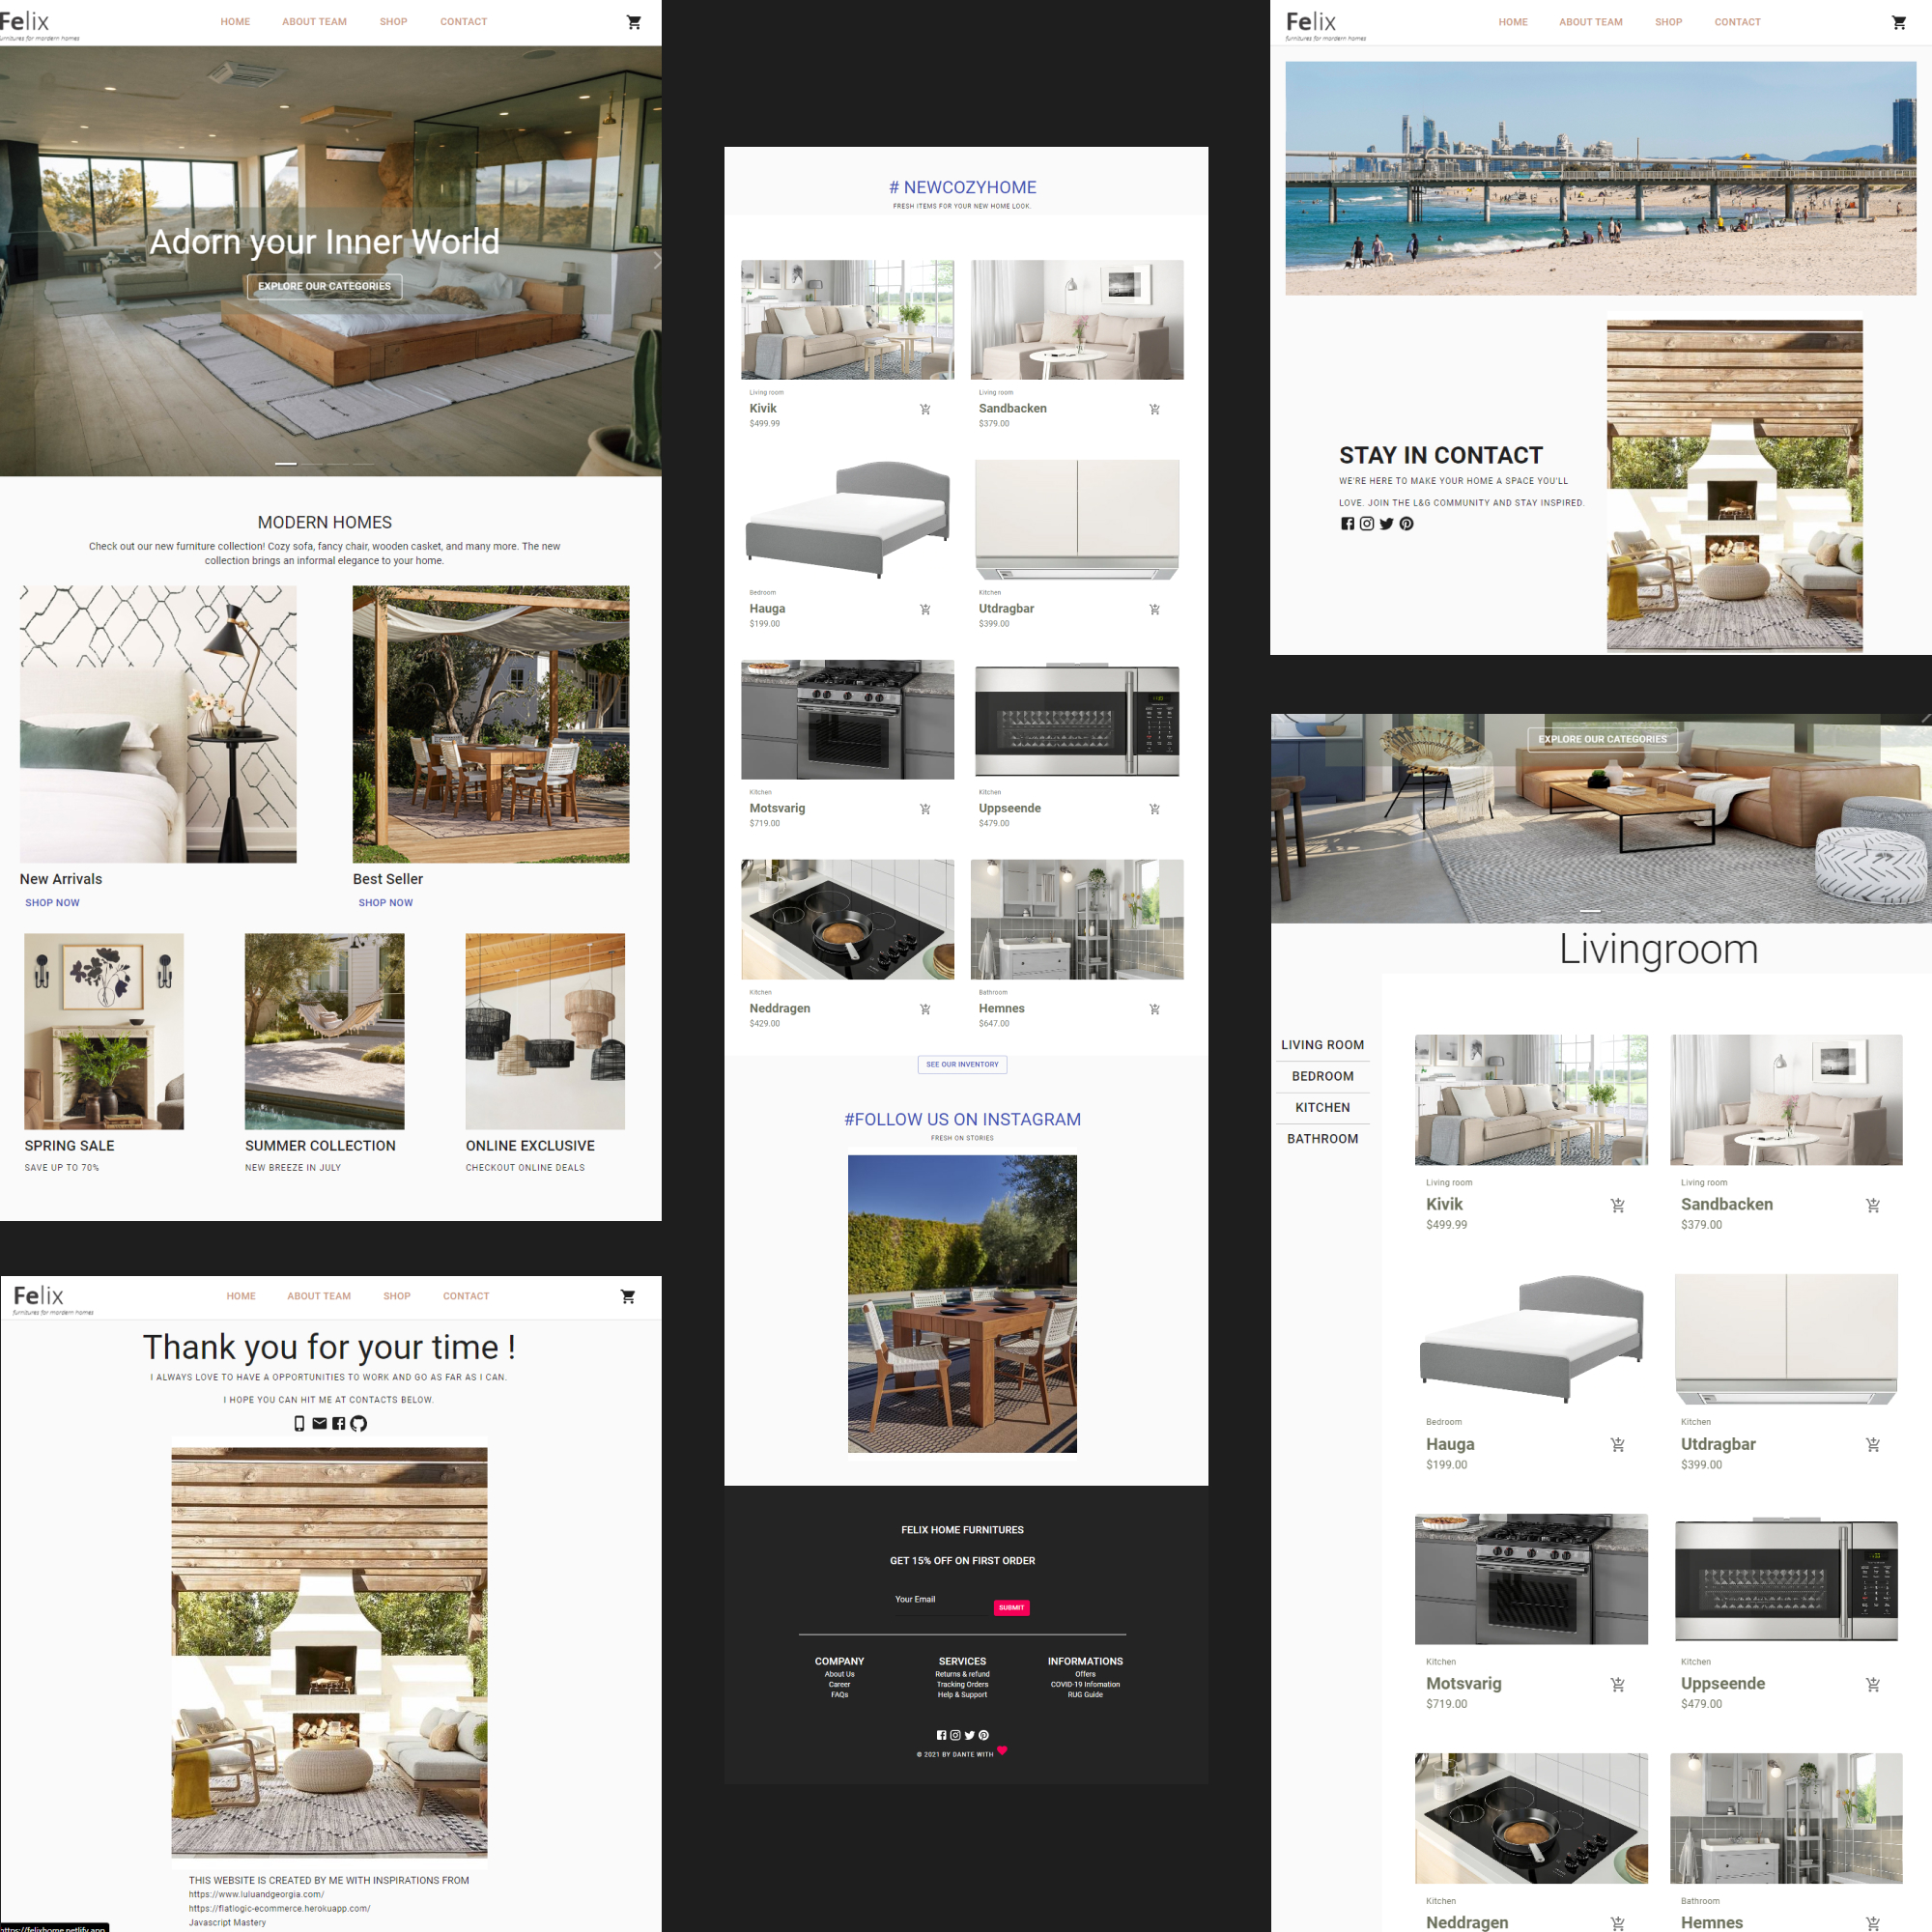 Felix
furnitures for mordern homes
HOME ABOUT TEAM SHOP CONTACT
Adorn your Inner World
EXPLORE OUR CATEGORIES
MODERN HOMES
Check out our new furniture collection! Cozy sofa, fancy chair, wooden casket, and many more. The new
collection brings an informal elegance to your home.
New Arrivals
SHOP NOW
Best Seller
SHOP NOW
SPRING SALE
SAVE UP TO 70%
SUMMER COLLECTION
NEW BREEZE IN JULY
ONLINE EXCLUSIVE
CHECKOUT ONLINE DEALS
Felix
furnitures for mordern homes
HOME ABOUT TEAM SHOP CONTACT
Thank you for your time !
I ALWAYS LOVE TO HAVE A OPPORTUNITIES TO WORK AND GO AS FAR AS I CAN.
I HOPE YOU CAN HIT ME AT CONTACTS BELOW.
THIS WEBSITE IS CREATED BY ME WITH INSPIRATIONS FROM
https://www.luluandgeorgia.com/
https://flatlogic-ecommerce.herokuapp.com/
Javascript Mastery
https://felixhome.netlify.app
# NEWCOZYHOME
FRESH ITEMS FOR YOUR NEW HOME LOOK.
Living room
Kivik
$499.99
Living room
Sandbacken
$379.00
Bedroom
Hauga
$199.00
Kitchen
Utdragbar
$399.00
Kitchen
Motsvarig
$719.00
Kitchen
Uppseende
$479.00
Kitchen
Neddragen
$429.00
Bathroom
Hemnes
$647.00
SEE OUR INVENTORY
#FOLLOW US ON INSTAGRAM
FRESH ON STORIES
FELIX HOME FURNITURES
GET 15% OFF ON FIRST ORDER
Your Email
SUBMIT
COMPANY
About Us
Career
FAQs
SERVICES
Returns & refund
Tracking Orders
Help & Support
INFORMATIONS
Offers
COVID-19 Infomation
RUG Guide
© 2021 BY DANTE WITH
Felix
furnitures for mordern homes
HOME ABOUT TEAM SHOP CONTACT
STAY IN CONTACT
WE'RE HERE TO MAKE YOUR HOME A SPACE YOU'LL
LOVE. JOIN THE L&G COMMUNITY AND STAY INSPIRED.
EXPLORE OUR CATEGORIES
Livingroom
LIVING ROOM
BEDROOM
KITCHEN
BATHROOM
Living room
Kivik
$499.99
Living room
Sandbacken
$379.00
Bedroom
Hauga
$199.00
Kitchen
Utdragbar
$399.00
Kitchen
Motsvarig
$719.00
Kitchen
Uppseende
$479.00
Kitchen
Neddragen
Bathroom
Hemnes